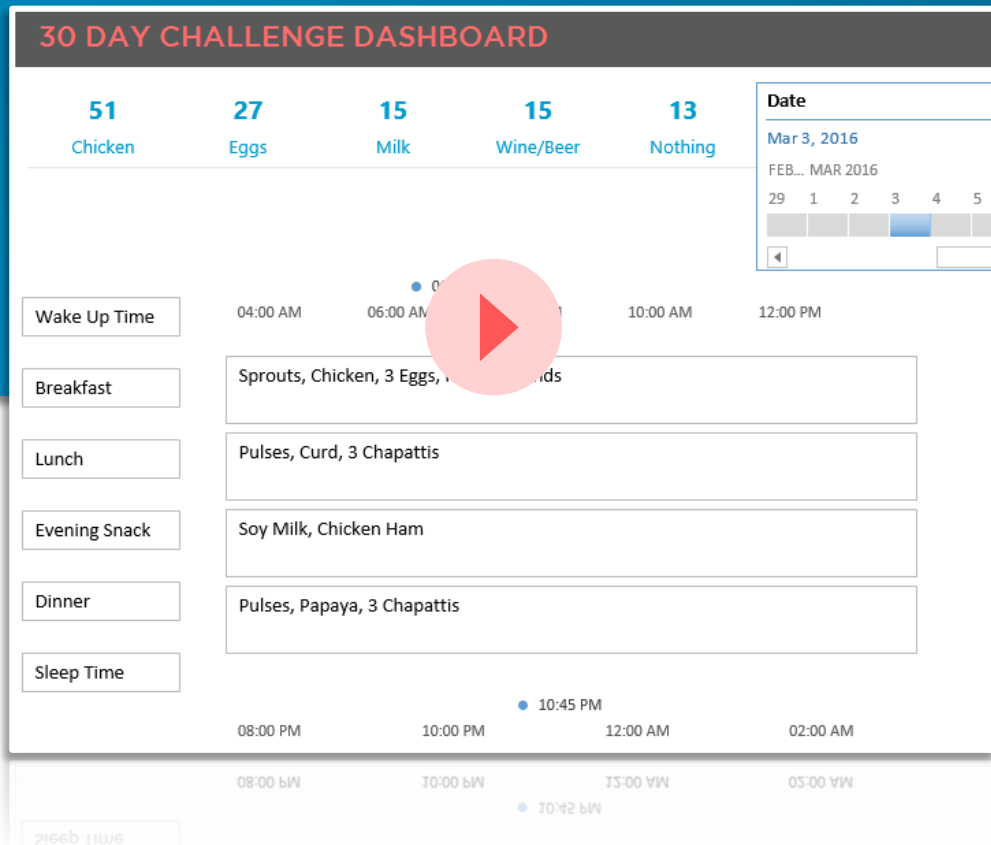 30 DAY CHALLENGE DASHBOARD
51 27 15 15 13
Chicken Eggs Milk Wine/Beer Nothing
Date
Mar 3, 2016
FEB... MAR 2016
29 1 2 3 4 5
Wake Up Time
04:00 AM 06:00 AM 10:00 AM 12:00 PM
Breakfast
Sprouts, Chicken, 3 Eggs,
Lunch
Pulses, Curd, 3 Chapattis
Evening Snack
Soy Milk, Chicken Ham
Dinner
Pulses, Papaya, 3 Chapattis
Sleep Time
10:45 PM
08:00 PM 10:00 PM 12:00 AM 02:00 AM